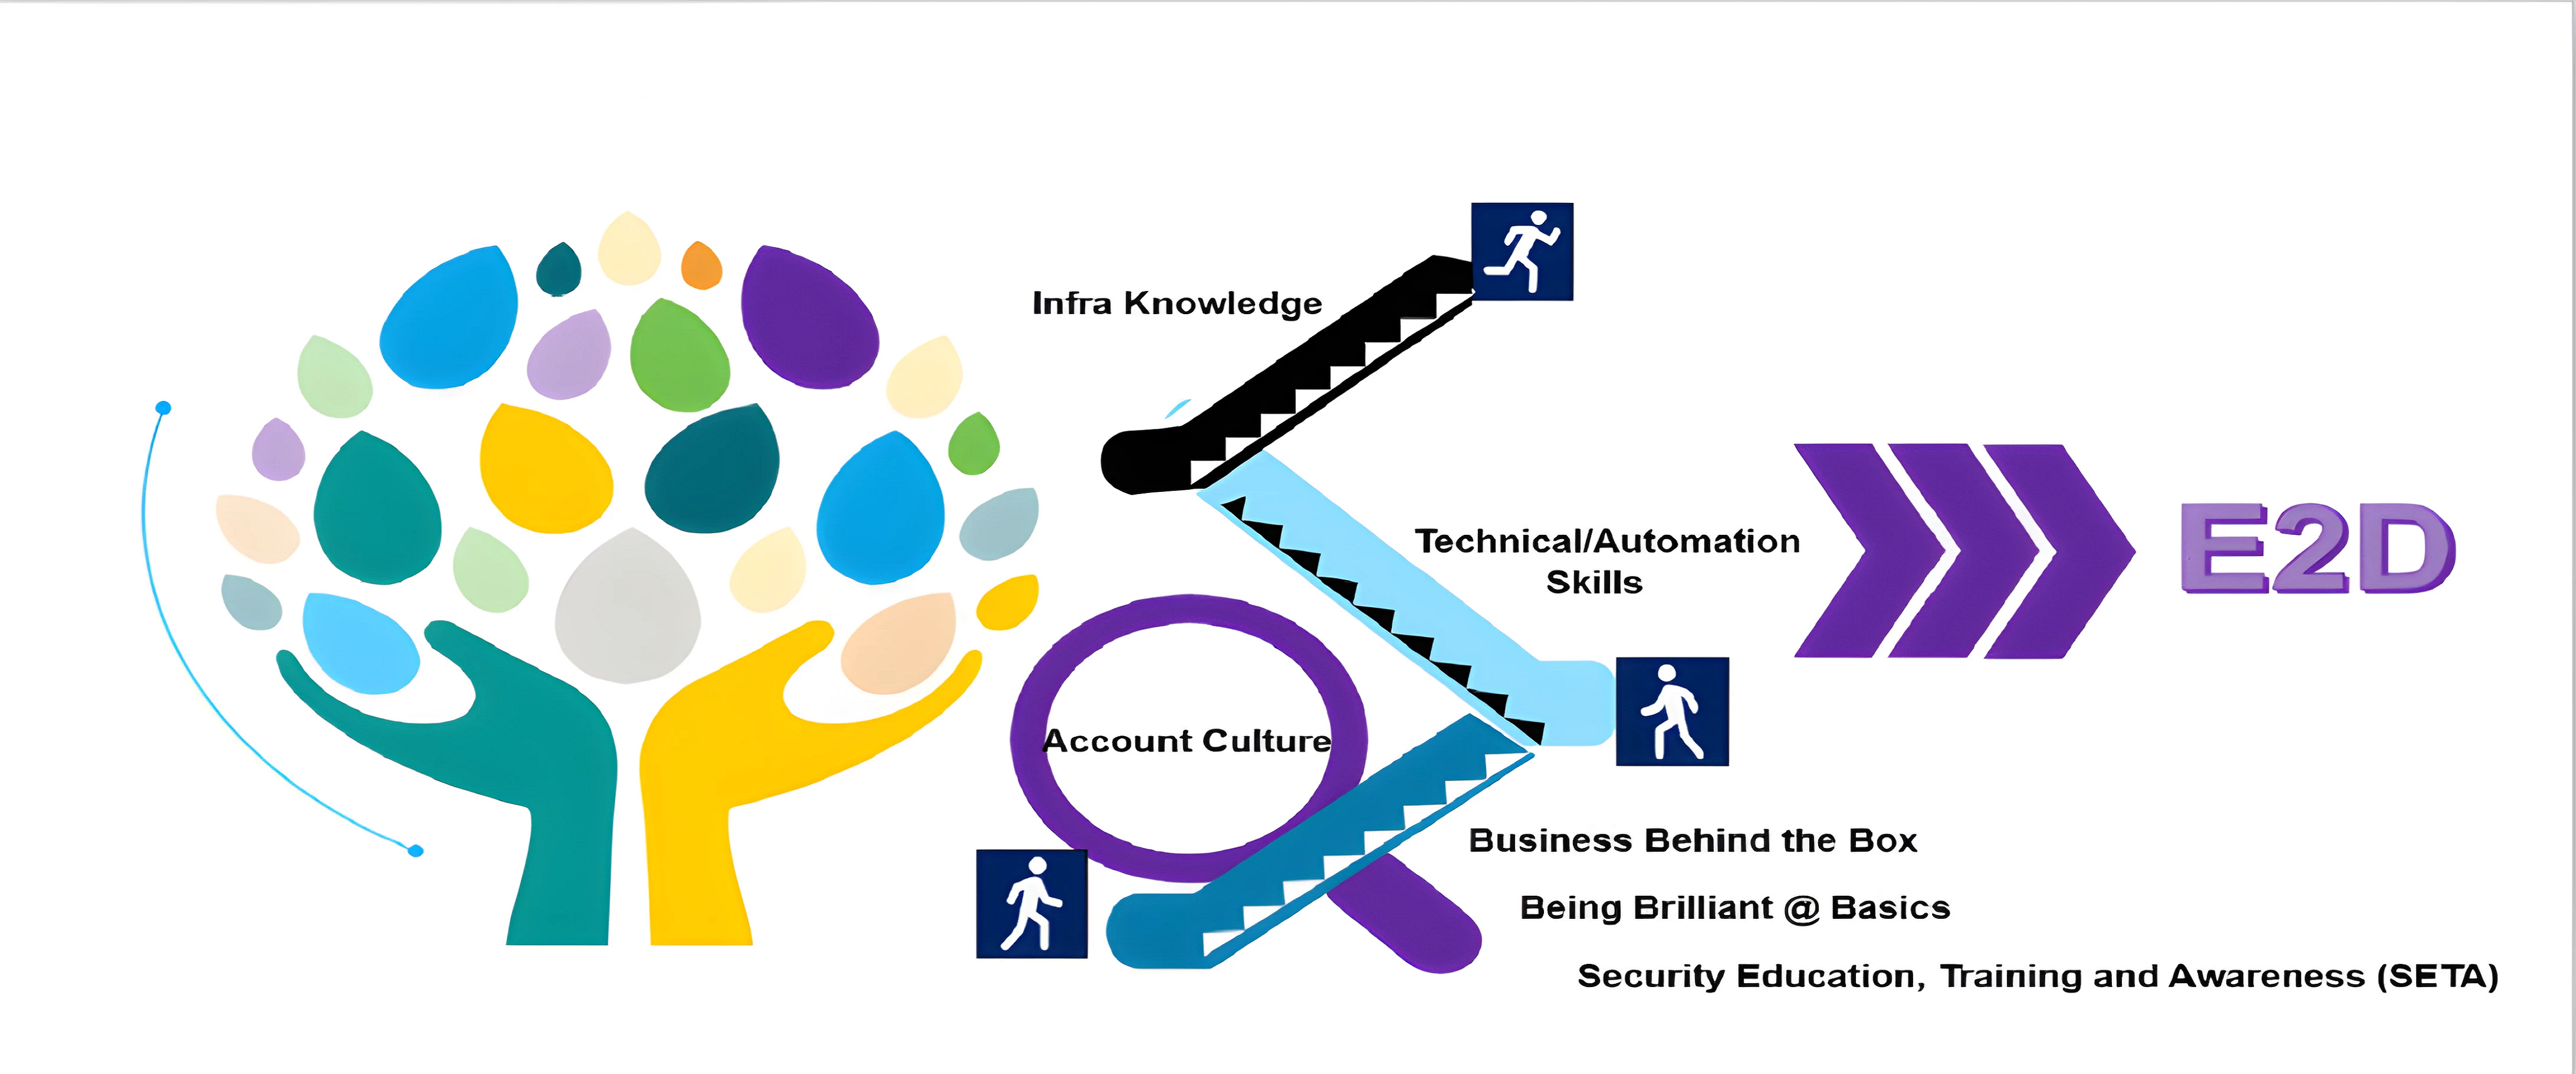 Infra Knowledge
Technical/Automation
Skills
E2D
Account Culture
Business Behind the Box
Being Brilliant @ Basics
Security Education, Training and Awareness (SETA)